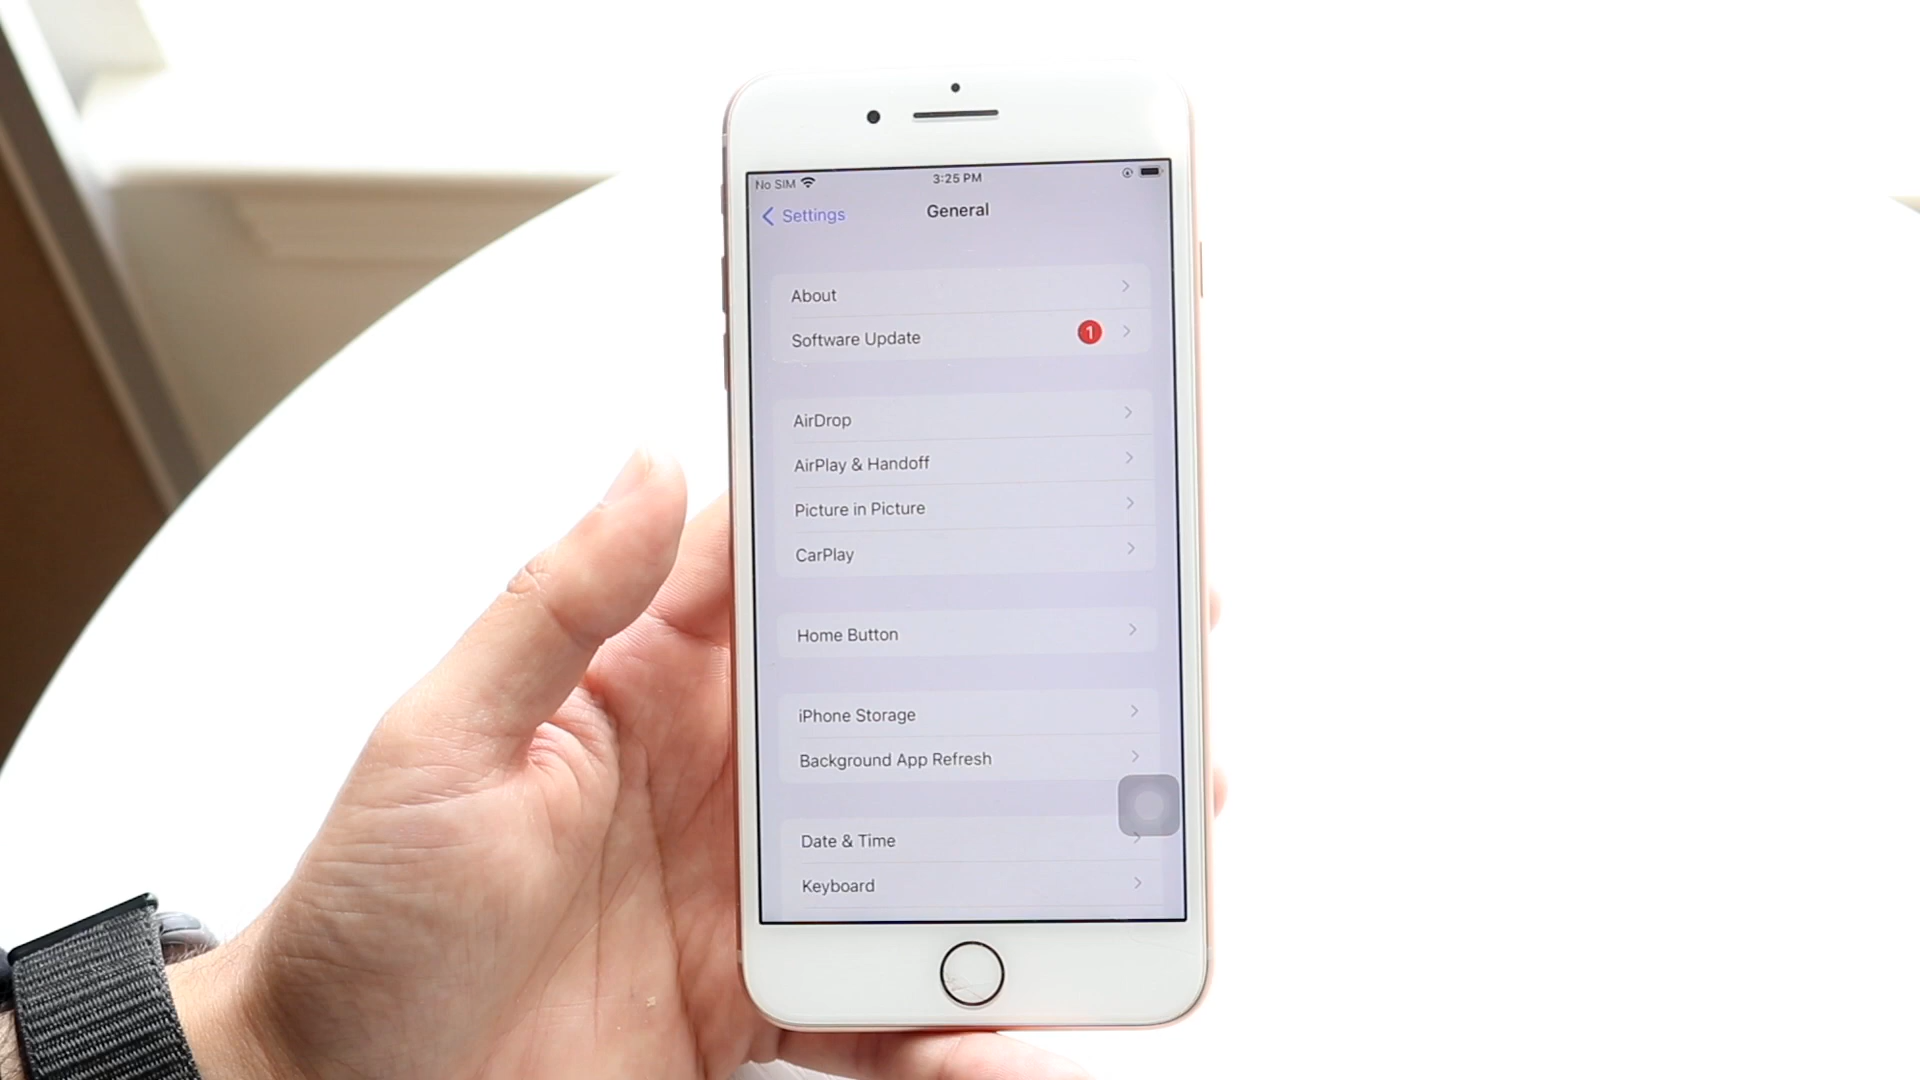 No SIM 3:25 PM
Settings General
About
Software Update 1
AirDrop
AirPlay & Handoff
Picture in Picture
CarPlay
Home Button
iPhone Storage
Background App Refresh
Date & Time
Keyboard